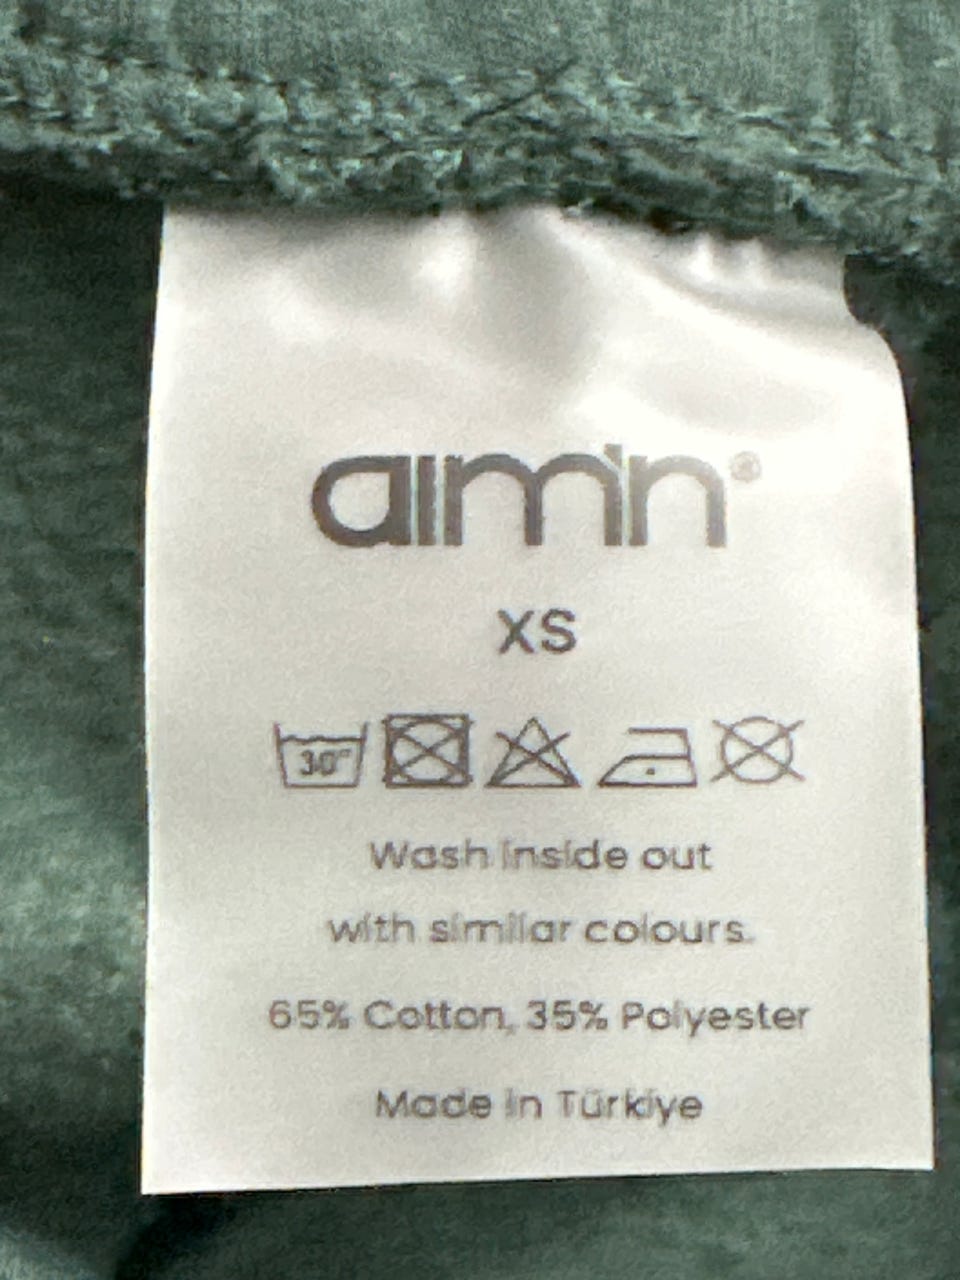 aim'n®
XS
30°
Wash inside out
with similar colours.
65% Cotton, 35% Polyester
Made in Türkiye